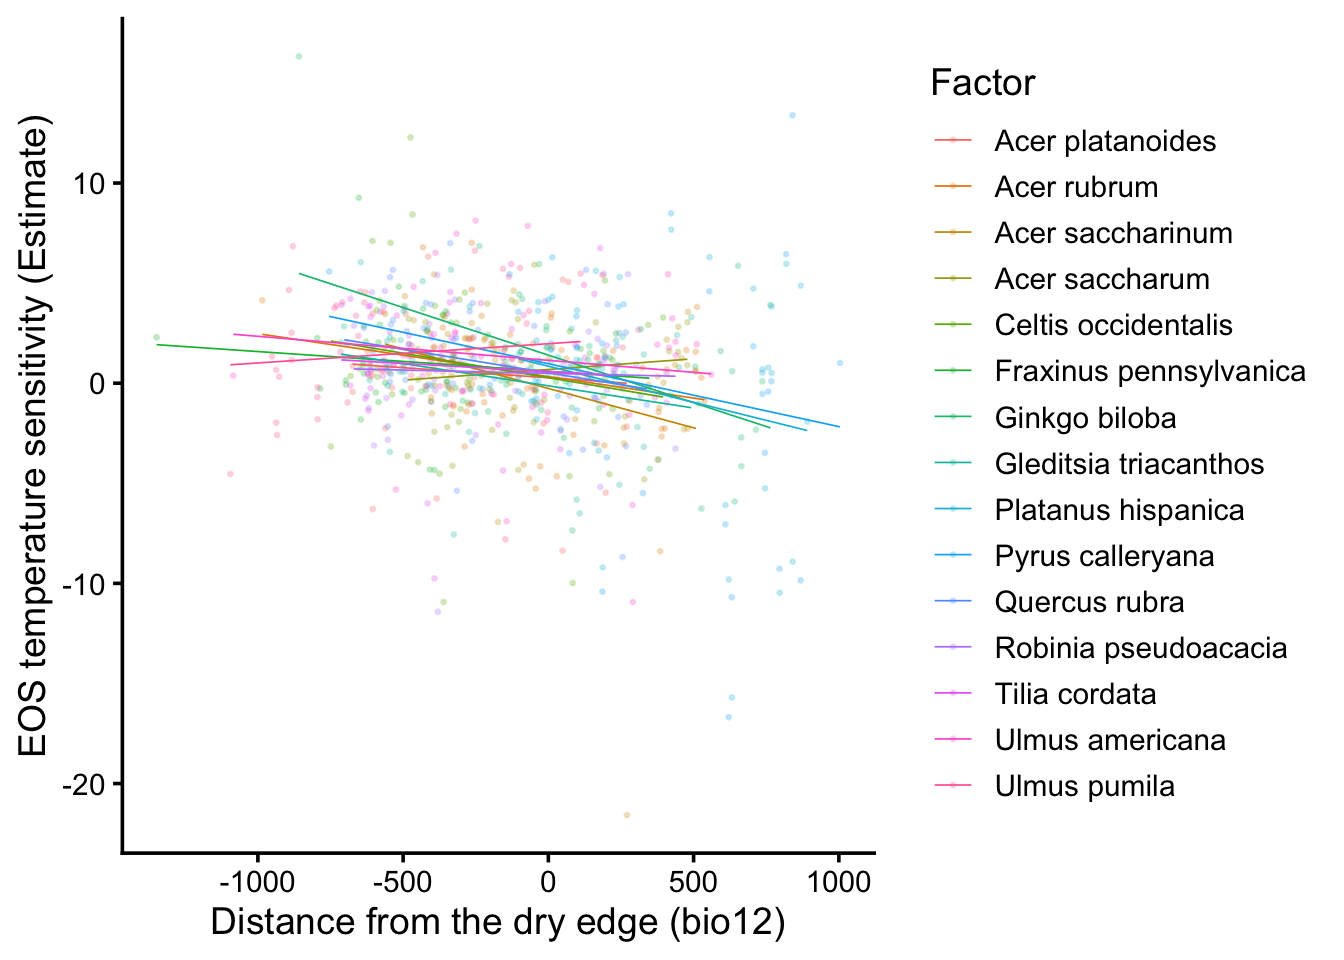 EOS temperature sensitivity (Estimate)
10
0
-10
-20
-1000
-500
0
500
1000
Distance from the dry edge (bio12)
Factor
Acer platanoides
Acer rubrum
Acer saccharinum
Acer saccharum
Celtis occidentalis
Fraxinus pennsylvanica
Ginkgo biloba
Gleditsia triacanthos
Platanus hispanica
Pyrus calleryana
Quercus rubra
Robinia pseudoacacia
Tilia cordata
Ulmus americana
Ulmus pumila